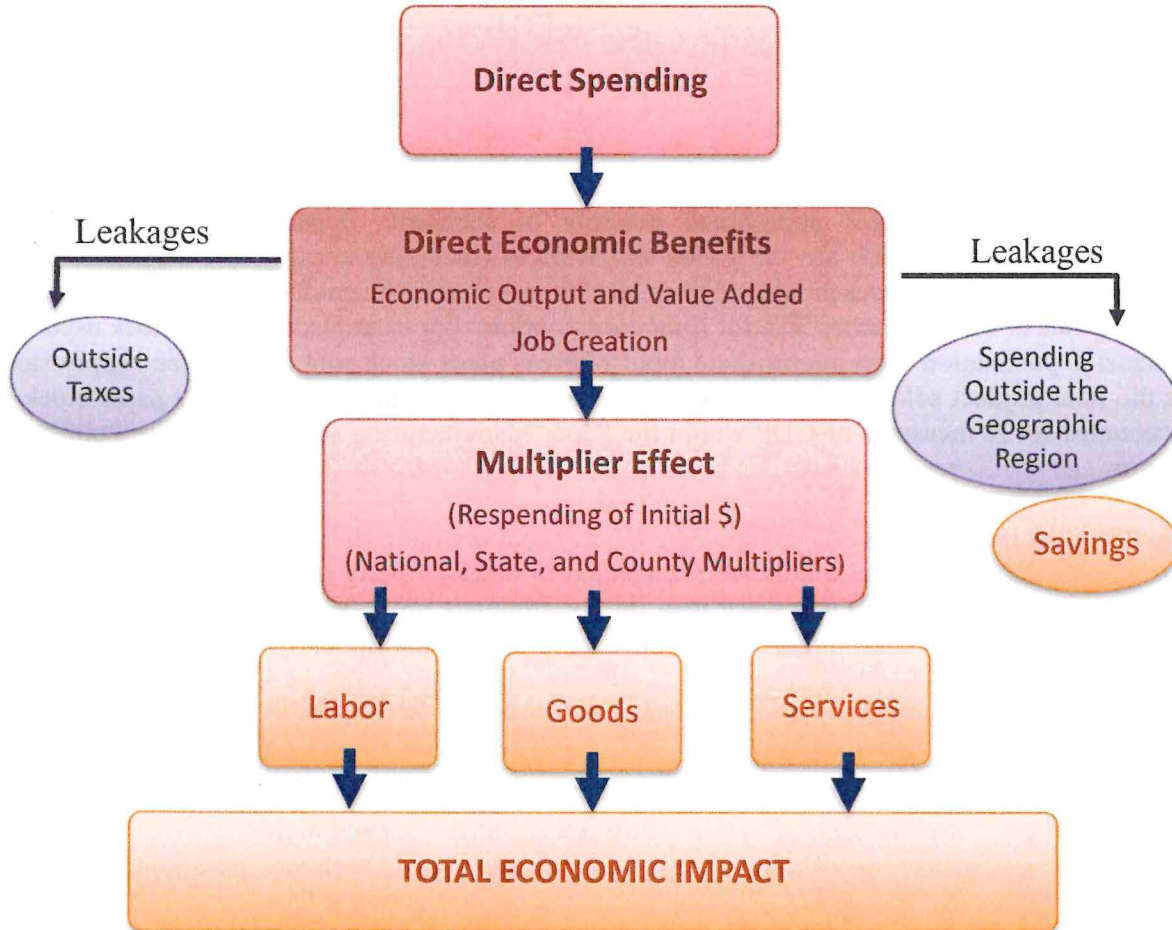 Direct Spending
Leakages
Direct Economic Benefits
Economic Output and Value Added
Job Creation
Leakages
Outside
Taxes
Spending
Outside the
Geographic
Region
Savings
Multiplier Effect
(Respending of Initial $)
(National, State, and County Multipliers)
Labor
Goods
Services
TOTAL ECONOMIC IMPACT